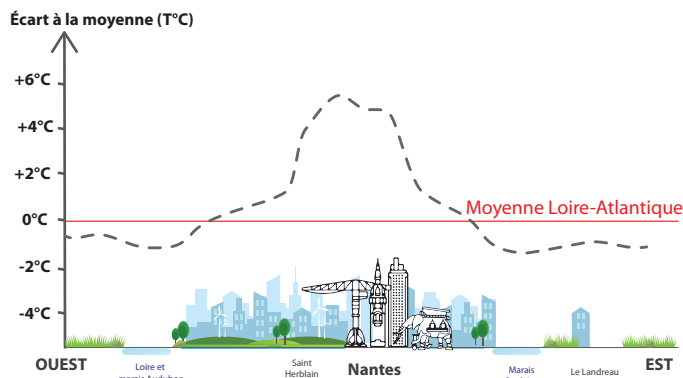 Écart à la moyenne (T°C)
+6°C
+4°C
+2°C
0°C
Moyenne Loire-Atlantique
-2°C
-4°C
OUEST
Loire et
Saint
Herblain
Nantes
Marais
Le Landreau
EST